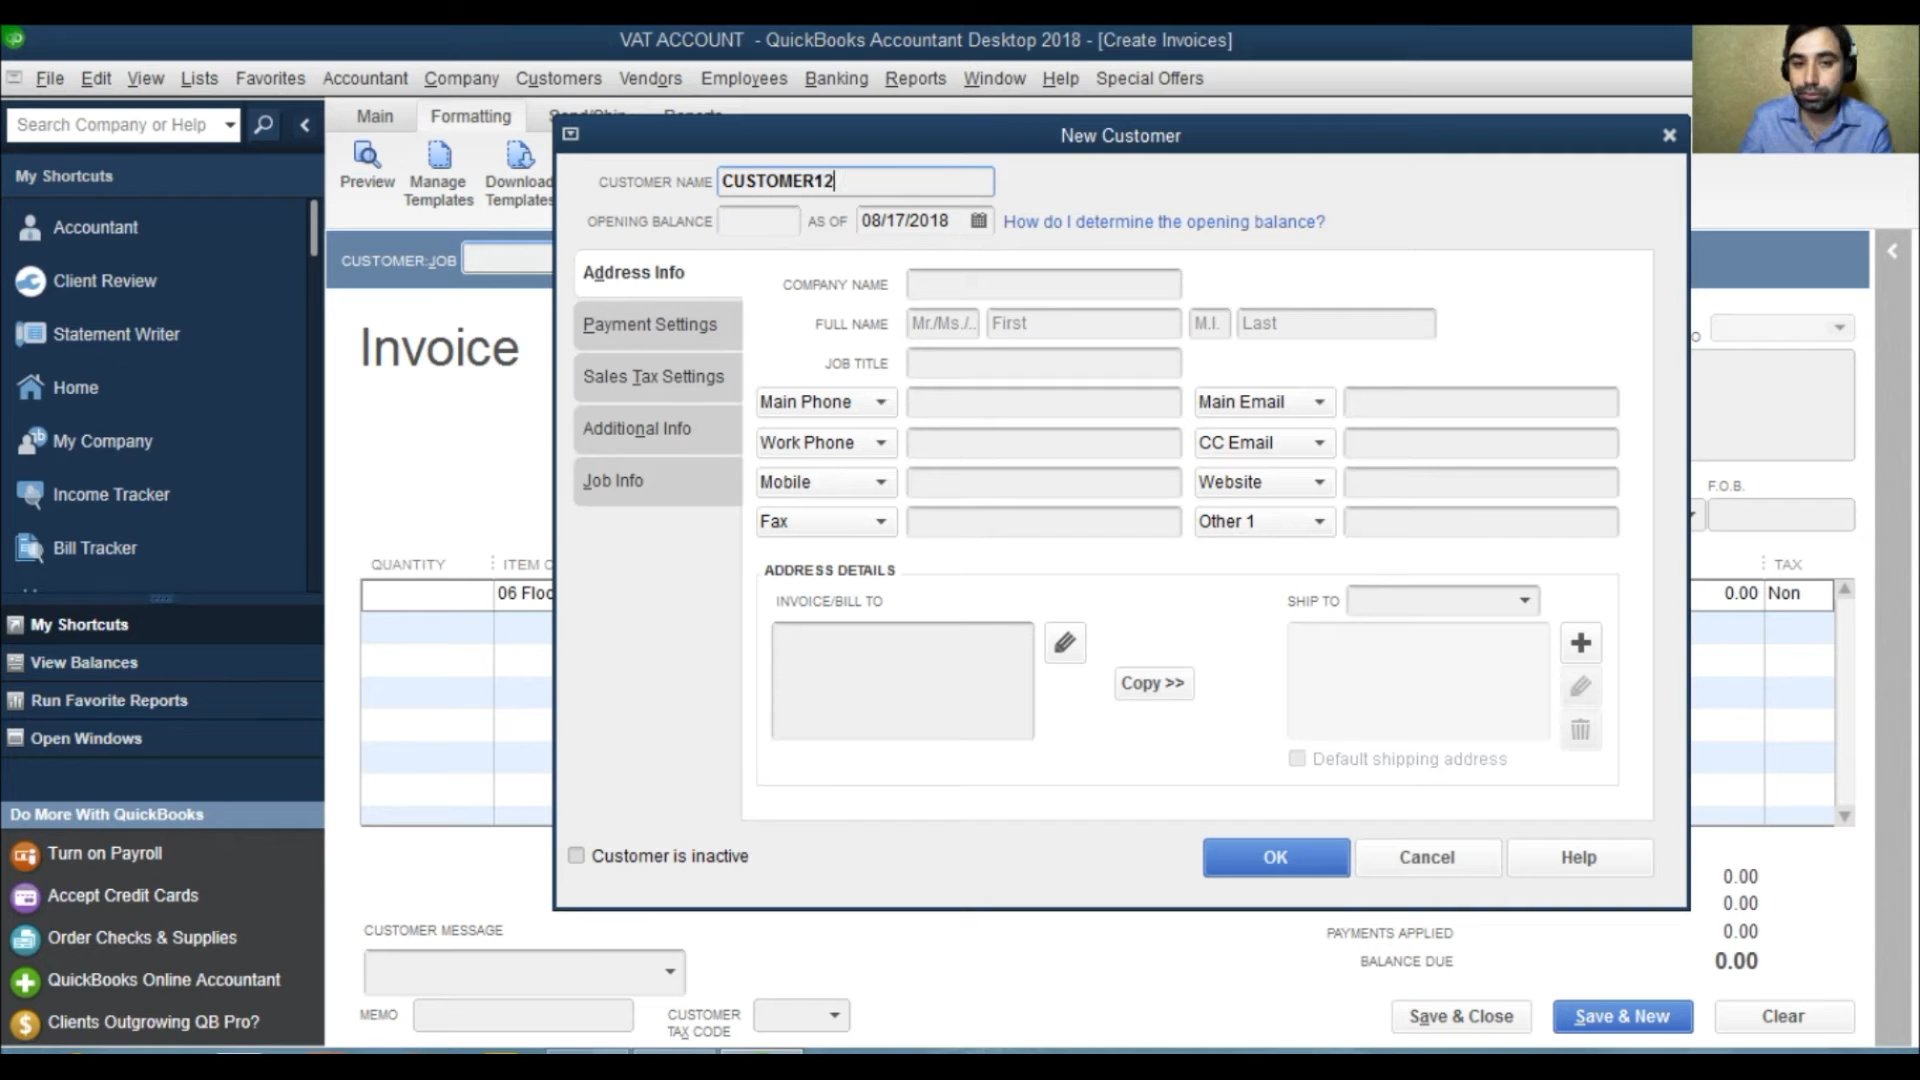 VAT ACCOUNT - QuickBooks Accountant Desktop 2018 - [Create Invoices]
File Edit View Lists Favorites Accountant Company Customers Vendors Employees Banking Reports Window Help Special Offers
Search Company or Help
My Shortcuts
Accountant
Client Review
Statement Writer
Home
My Company
Income Tracker
Bill Tracker
My Shortcuts
View Balances
Run Favorite Reports
Open Windows
Do More With QuickBooks
Turn on Payroll
Accept Credit Cards
Order Checks & Supplies
QuickBooks Online Accountant
Clients Outgrowing QB Pro?
Main Formatting Send/Ship Reports
Preview Manage Templates Download Templates
CUSTOMER:JOB
Invoice
QUANTITY ITEM C
06 Floo
New Customer
CUSTOMER NAME CUSTOMER12
OPENING BALANCE AS OF 08/17/2018 How do I determine the opening balance?
Address Info
Payment Settings
Sales Tax Settings
Additional Info
Job Info
COMPANY NAME
FULL NAME Mr./Ms./.. First M.I. Last
JOB TITLE
Main Phone Main Email
Work Phone CC Email
Mobile Website
Fax Other 1
ADDRESS DETAILS
INVOICE/BILL TO SHIP TO
Copy >>
Default shipping address
Customer is inactive
OK Cancel Help
O
F.O.B.
TAX
0.00 Non
0.00
0.00
PAYMENTS APPLIED 0.00
BALANCE DUE 0.00
CUSTOMER MESSAGE
MEMO
CUSTOMER TAX CODE
Save & Close Save & New Clear